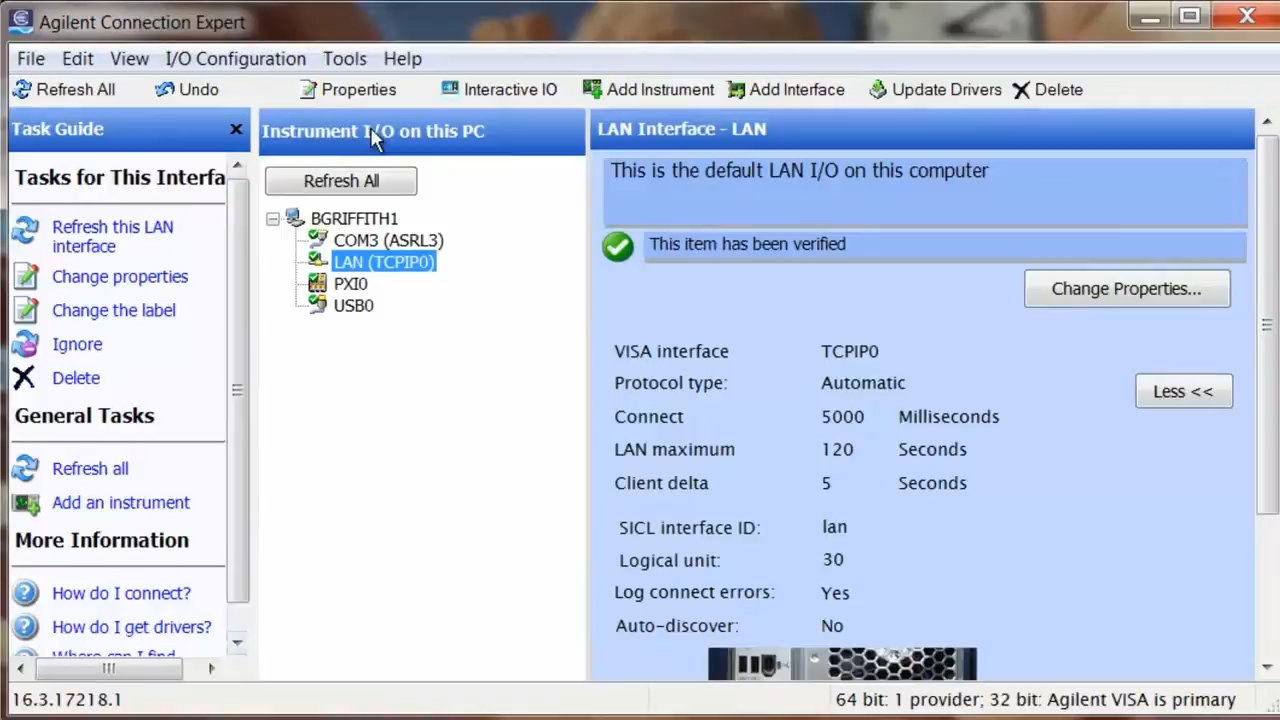 Agilent Connection Expert
File Edit View I/O Configuration Tools Help
Refresh All Undo Properties Interactive IO Add Instrument Add Interface Update Drivers Delete
Task Guide
Tasks for This Interfa
Refresh this LAN
interface
Change properties
Change the label
Ignore
Delete
General Tasks
Refresh all
Add an instrument
More Information
How do I connect?
How do I get drivers?
Where can I find
Instrument I/O on this PC
Refresh All
BGRIFFITH1
COM3 (ASRL3)
LAN (TCPIP0)
PXI0
USB0
LAN Interface - LAN
This is the default LAN I/O on this computer
This item has been verified
Change Properties...
VISA interface TCPIP0
Protocol type: Automatic
Less <<
Connect 5000 Milliseconds
LAN maximum 120 Seconds
Client delta 5 Seconds
SICL interface ID: lan
Logical unit: 30
Log connect errors: Yes
Auto-discover: No
16.3.17218.1
64 bit: 1 provider; 32 bit: Agilent VISA is primary